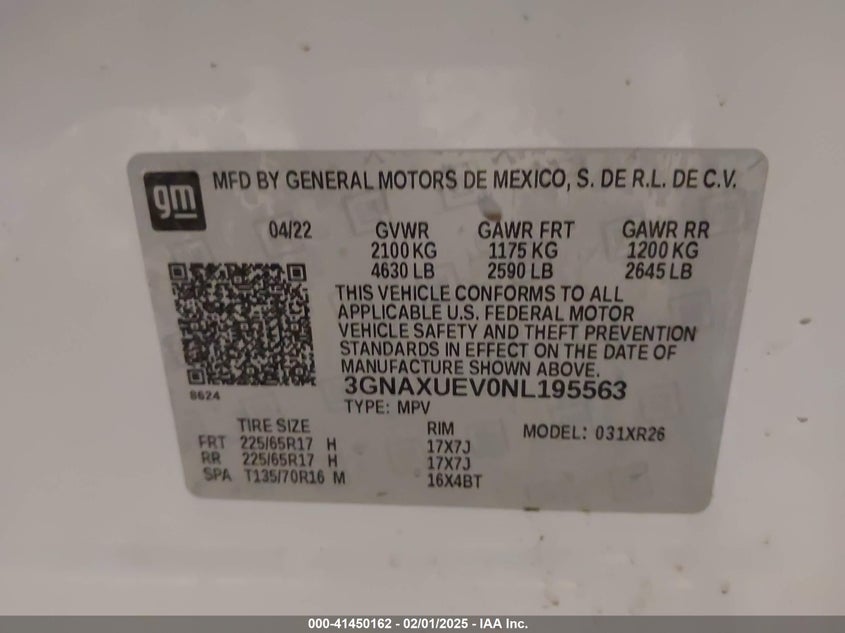 gm
MFD BY GENERAL MOTORS DE MEXICO, S. DE R.L. DE C.V.
04/22 GVWR GAWR FRT GAWR RR
2100 KG 1175 KG 1200 KG
4630 LB 2590 LB 2645 LB
THIS VEHICLE CONFORMS TO ALL
APPLICABLE U.S. FEDERAL MOTOR
VEHICLE SAFETY AND THEFT PREVENTION
STANDARDS IN EFFECT ON THE DATE OF
MANUFACTURE SHOWN ABOVE.
8624
3GNAXUEV0NL195563
TYPE: MPV
TIRE SIZE RIM MODEL: 031XR26
FRT 225/65R17 H 17X7J
RR 225/65R17 H 17X7J
SPA T135/70R16 M 16X4BT
000-41450162 - 02/01/2025 - IAA Inc.